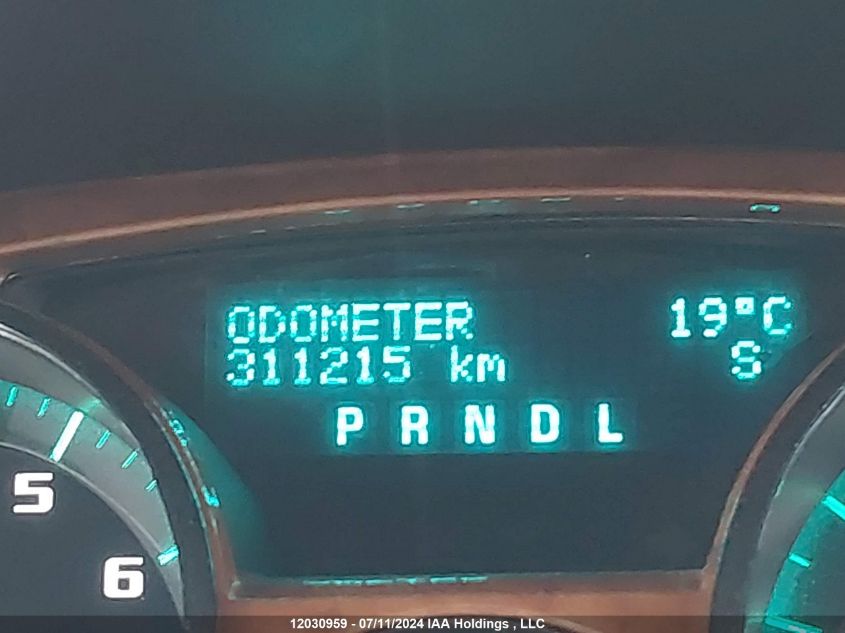 ODOMETER 19°C
311215 km S
P R N D L
5
6
12030959 - 07/11/2024 IAA Holdings , LLC